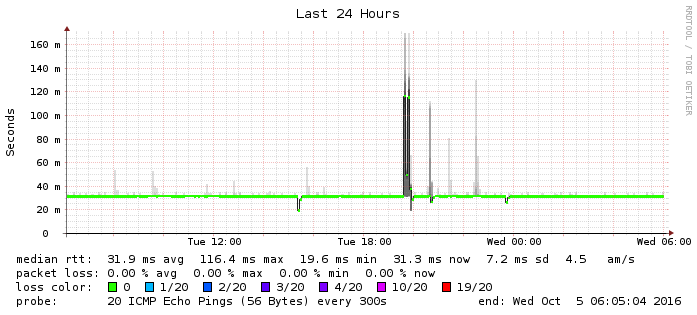 Last 24 Hours
RRDTOOL / TOBI OETIKER
Seconds
160 m
140 m
120 m
100 m
80 m
60 m
40 m
20 m
0
Tue 12:00 Tue 18:00 Wed 00:00 Wed 06:00
median rtt: 31.9 ms avg 116.4 ms max 19.6 ms min 31.3 ms now 7.2 ms sd 4.5 am/s
packet loss: 0.00 % avg 0.00 % max 0.00 % min 0.00 % now
loss color: 0 1/20 2/20 3/20 4/20 10/20 19/20
probe: 20 ICMP Echo Pings (56 Bytes) every 300s end: Wed Oct 5 06:05:04 2016